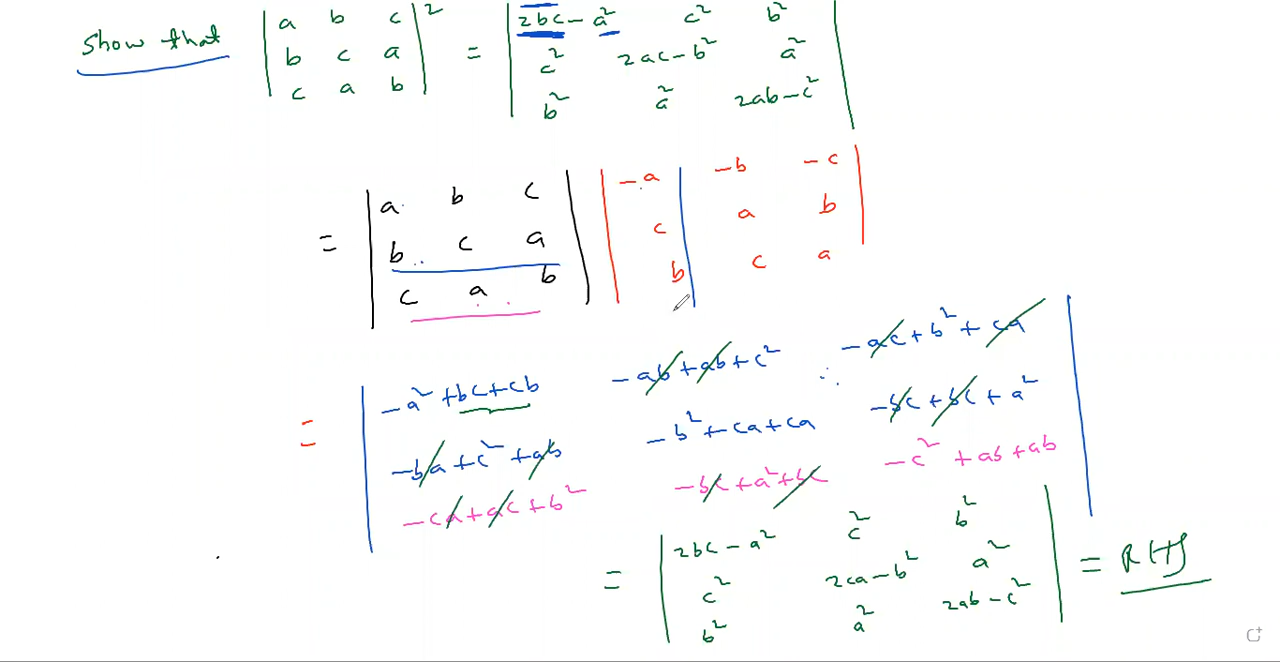 Show that | a b c |² = | 2bc - a² c² b² |
| b c a | | c² 2ac - b² a² |
| c a b | | b² a² 2ab - c² |
= | a b c | | -a -b -c |
| b c a | | c a b |
| c a b | | b c a |
= | -a² + bc + cb -ab + ab + c² -ac + b² + ca |
| -ba + c² + ab -b² + ca + ca -bc + bc + a² |
| -ca + ac + b² -bc + a² + bc -c² + ab + ab |
= | 2bc - a² c² b² | = RHS
| c² 2ca - b² a² |
| b² a² 2ab - c² |